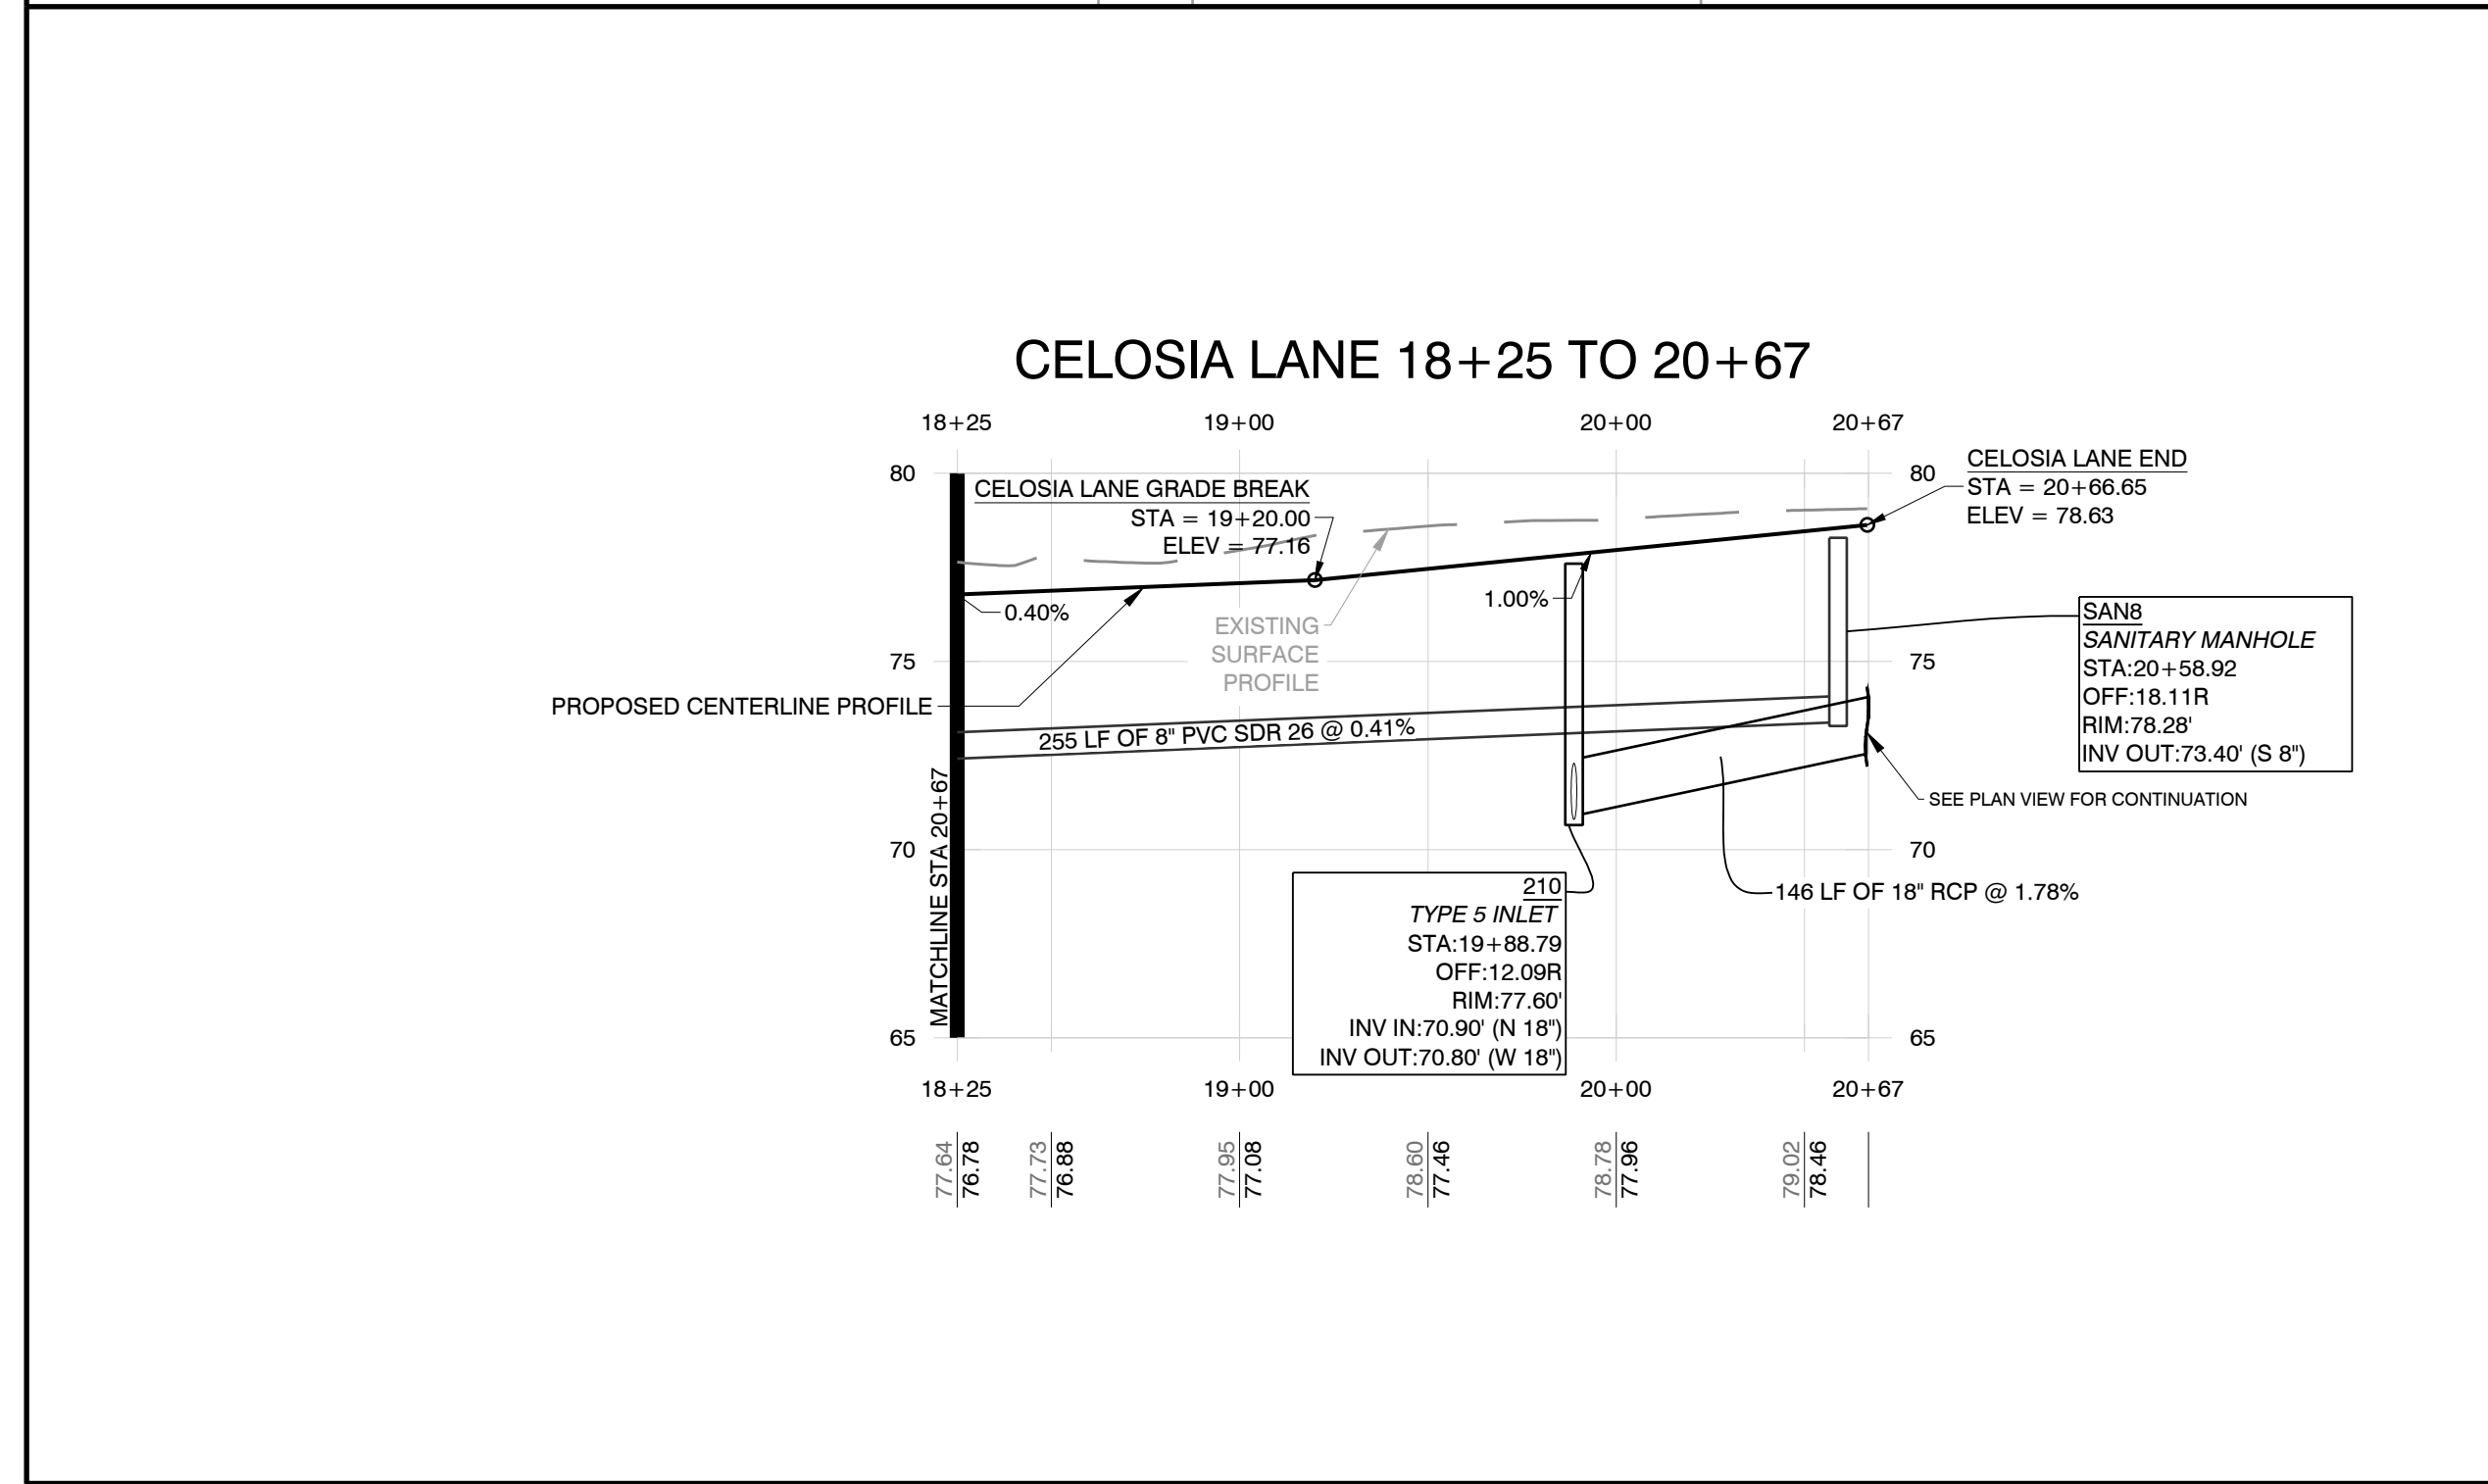 CELOSIA LANE 18+25 TO 20+67
18+25
19+00
20+00
20+67
80
75
70
65
80
75
70
65
CELOSIA LANE GRADE BREAK
STA = 19+20.00
ELEV = 77.16
CELOSIA LANE END
STA = 20+66.65
ELEV = 78.63
0.40%
1.00%
EXISTING
SURFACE
PROFILE
PROPOSED CENTERLINE PROFILE
255 LF OF 8" PVC SDR 26 @ 0.41%
MATCHLINE STA 20+67
SAN8
SANITARY MANHOLE
STA:20+58.92
OFF:18.11R
RIM:78.28'
INV OUT:73.40' (S 8")
SEE PLAN VIEW FOR CONTINUATION
146 LF OF 18" RCP @ 1.78%
210
TYPE 5 INLET
STA:19+88.79
OFF:12.09R
RIM:77.60'
INV IN:70.90' (N 18")
INV OUT:70.80' (W 18")
18+25
19+00
20+00
20+67
77.64
76.78
77.73
76.88
77.95
77.08
78.60
77.46
78.78
77.96
79.02
78.46